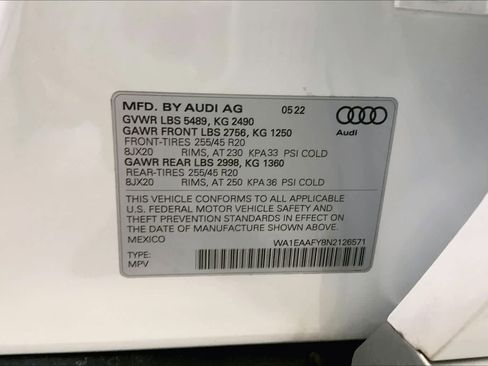 MFD. BY AUDI AG 05 22
GVWR LBS 5489, KG 2490
GAWR FRONT LBS 2756, KG 1250
FRONT-TIRES 255/45 R20
8JX20 RIMS, AT 230 KPA 33 PSI COLD
GAWR REAR LBS 2998, KG 1360
REAR-TIRES 255/45 R20
8JX20 RIMS, AT 250 KPA 36 PSI COLD
Audi
THIS VEHICLE CONFORMS TO ALL APPLICABLE
U.S. FEDERAL MOTOR VEHICLE SAFETY AND
THEFT PREVENTION STANDARDS IN EFFECT ON
THE DATE OF MANUFACTURE SHOWN ABOVE.
MEXICO WA1EAAFY8N2126571
TYPE:
MPV